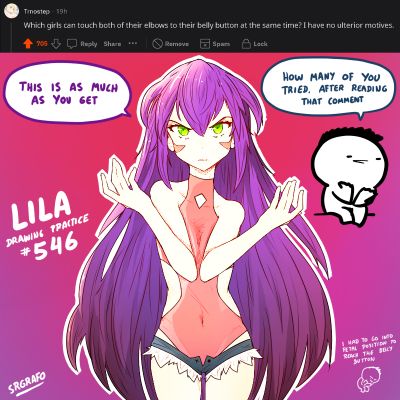 Tmostep · 19h
Which girls can touch both of their elbows to their belly button at the same time? I have no ulterior motives.
705 Reply Share ··· Remove Spam Lock
THIS IS AS MUCH
AS YOU GET
HOW MANY OF YOU
TRIED, AFTER READING
THAT COMMENT
LILA
DRAWING PRACTICE
#546
I HAD TO GO INTO
FETAL POSITION TO
REACH THE BELLY
BUTTON
SRGRAFO